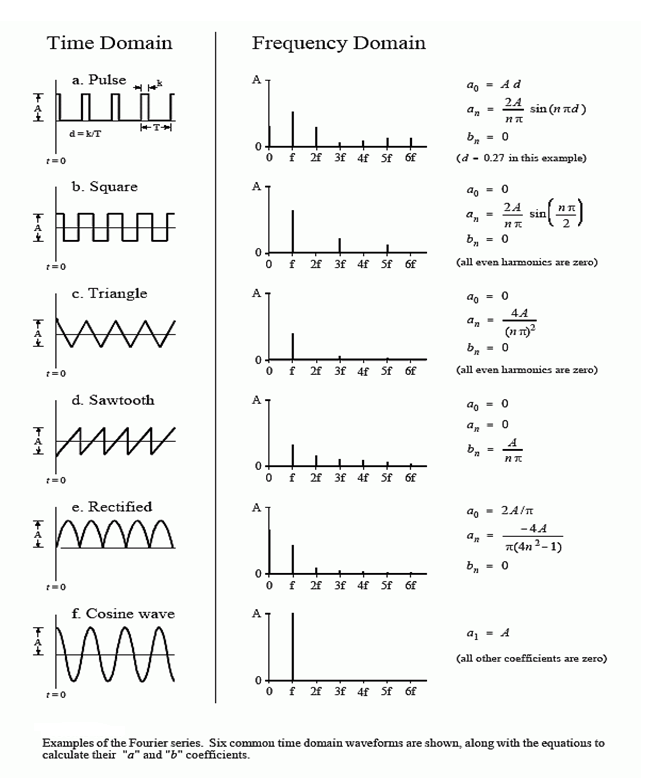 Time Domain
Frequency Domain
a. Pulse
k
A
d = k/T
T
t = 0
A
0
0 f 2f 3f 4f 5f 6f
a0 = A d
an = 2A / nπ sin(nπd)
bn = 0
(d = 0.27 in this example)
b. Square
A
t = 0
A
0
0 f 2f 3f 4f 5f 6f
a0 = 0
an = 2A / nπ sin(nπ / 2)
bn = 0
(all even harmonics are zero)
c. Triangle
A
t = 0
A
0
0 f 2f 3f 4f 5f 6f
a0 = 0
an = 4A / (nπ)²
bn = 0
(all even harmonics are zero)
d. Sawtooth
A
t = 0
A
0
0 f 2f 3f 4f 5f 6f
a0 = 0
an = 0
bn = A / nπ
e. Rectified
A
t = 0
A
0
0 f 2f 3f 4f 5f 6f
a0 = 2A/π
an = -4A / π(4n²-1)
bn = 0
f. Cosine wave
A
t = 0
A
0
0 f 2f 3f 4f 5f 6f
a1 = A
(all other coefficients are zero)
Examples of the Fourier series. Six common time domain waveforms are shown, along with the equations to
calculate their "a" and "b" coefficients.